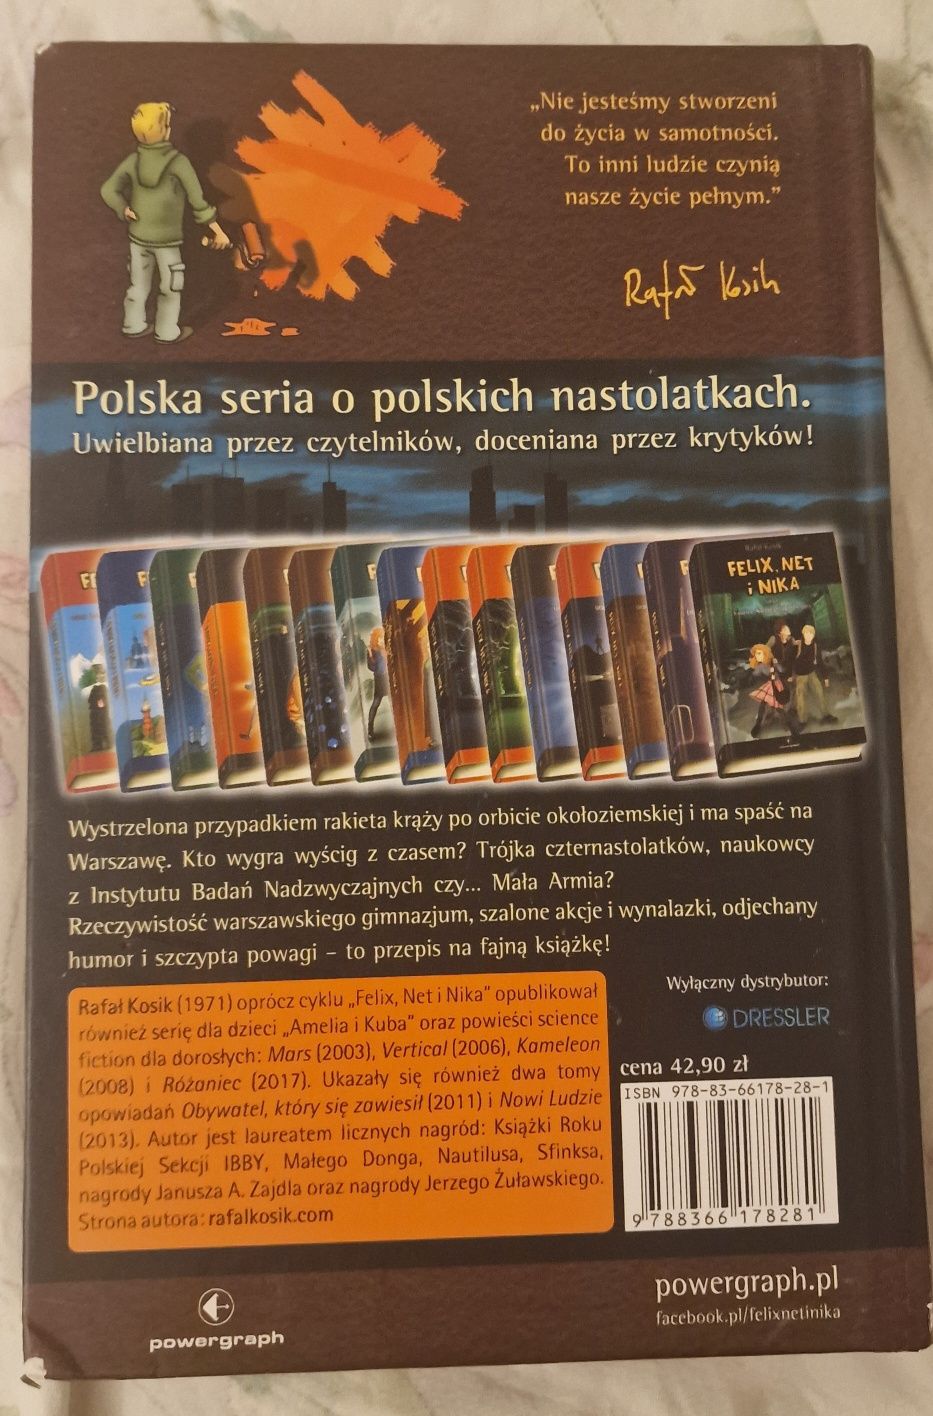 „Nie jesteśmy stworzeni
do życia w samotności.
To inni ludzie czynią
nasze życie pełnym.”
Rafał Kosik
Polska seria o polskich nastolatkach.
Uwielbiana przez czytelników, doceniana przez krytyków!
Rafał Kosik
FELIX, NET
i NIKA
powergraph
Wystrzelona przypadkiem rakieta krąży po orbicie okołoziemskiej i ma spaść na
Warszawę. Kto wygra wyścig z czasem? Trójka czternastolatków, naukowcy
z Instytutu Badań Nadzwyczajnych czy... Mała Armia?
Rzeczywistość warszawskiego gimnazjum, szalone akcje i wynalazki, odjechany
humor i szczypta powagi – to przepis na fajną książkę!
Rafał Kosik (1971) oprócz cyklu „Felix, Net i Nika” opublikował
również serię dla dzieci „Amelia i Kuba” oraz powieści science
fiction dla dorosłych: Mars (2003), Vertical (2006), Kameleon
(2008) i Różaniec (2017). Ukazały się również dwa tomy
opowiadań Obywatel, który się zawiesił (2011) i Nowi Ludzie
(2013). Autor jest laureatem licznych nagród: Książki Roku
Polskiej Sekcji IBBY, Małego Donga, Nautilusa, Sfinksa,
nagrody Janusza A. Zajdla oraz nagrody Jerzego Żuławskiego.
Strona autora: rafalkosik.com
Wyłączny dystrybutor:
DRESSLER
cena 42,90 zł
ISBN 978-83-66178-28-1
9 788366 178281
powergraph
powergraph.pl
facebook.pl/felixnetinika